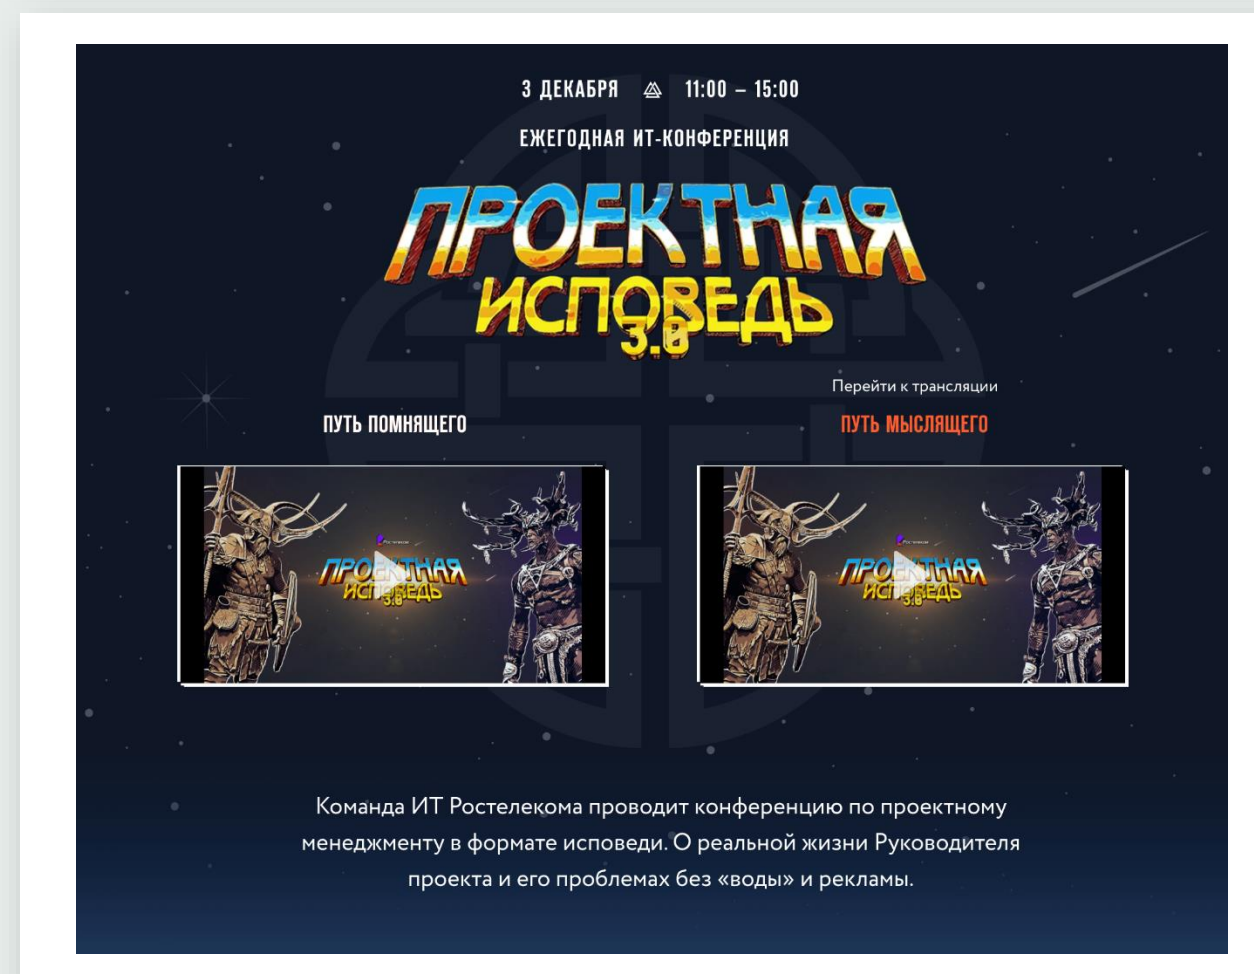 3 ДЕКАБРЯ 11:00 – 15:00
ЕЖЕГОДНАЯ ИТ-КОНФЕРЕНЦИЯ
ПРОЕКТНАЯ
ИСПОВЕДЬ
3.0
Перейти к трансляции
ПУТЬ ПОМНЯЩЕГО
ПУТЬ МЫСЛЯЩЕГО
Ростелеком
ПРОЕКТНАЯ
ИСПОВЕДЬ
3.0
Ростелеком
ПРОЕКТНАЯ
ИСПОВЕДЬ
3.0
Команда ИТ Ростелекома проводит конференцию по проектному
менеджменту в формате исповеди. О реальной жизни Руководителя
проекта и его проблемах без «воды» и рекламы.